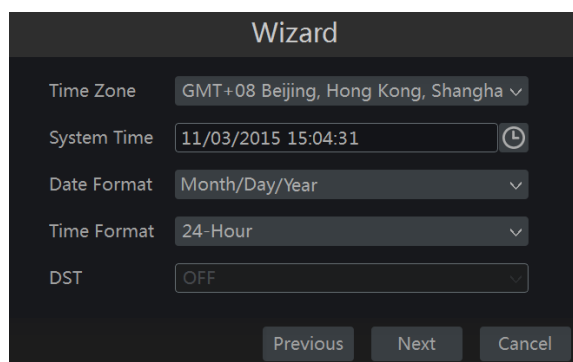 Wizard
Time Zone GMT+08 Beijing, Hong Kong, Shangha
System Time 11/03/2015 15:04:31
Date Format Month/Day/Year
Time Format 24-Hour
DST OFF
Previous Next Cancel